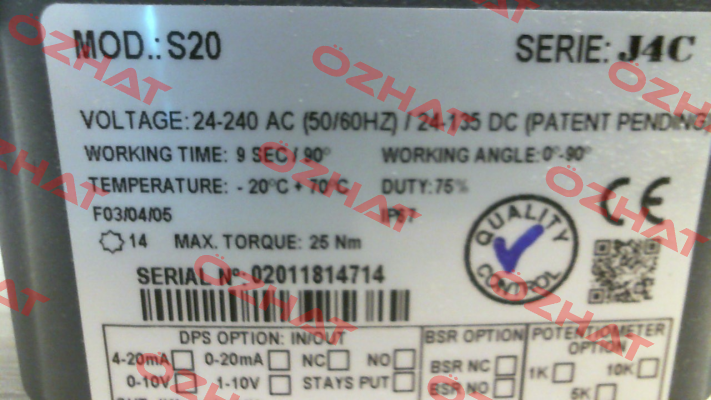 MOD.: S20 SERIE: J4C
VOLTAGE: 24-240 AC (50/60HZ) / 24-135 DC (PATENT PENDING)
WORKING TIME: 9 SEC / 90° WORKING ANGLE: 0°-90°
TEMPERATURE: - 20°C + 70°C DUTY: 75%
F03/04/05 IP67
14 MAX. TORQUE: 25 Nm
QUALITY CONTROL
CE
SERIAL Nº: 02011814714
DPS OPTION: IN/OUT
4-20mA 0-20mA NC NO
0-10V 1-10V STAYS PUT
BSR OPTION
BSR NC
BSR NO
POTENTIOMETER
OPTION
1K 10K
5K
OZHAT
OZHAT
OZHAT
OZHAT
OZHAT
OZHAT